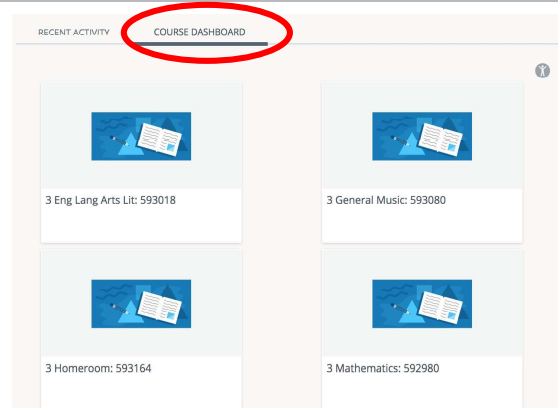 RECENT ACTIVITY COURSE DASHBOARD
3 Eng Lang Arts Lit: 593018
3 General Music: 593080
3 Homeroom: 593164
3 Mathematics: 592980